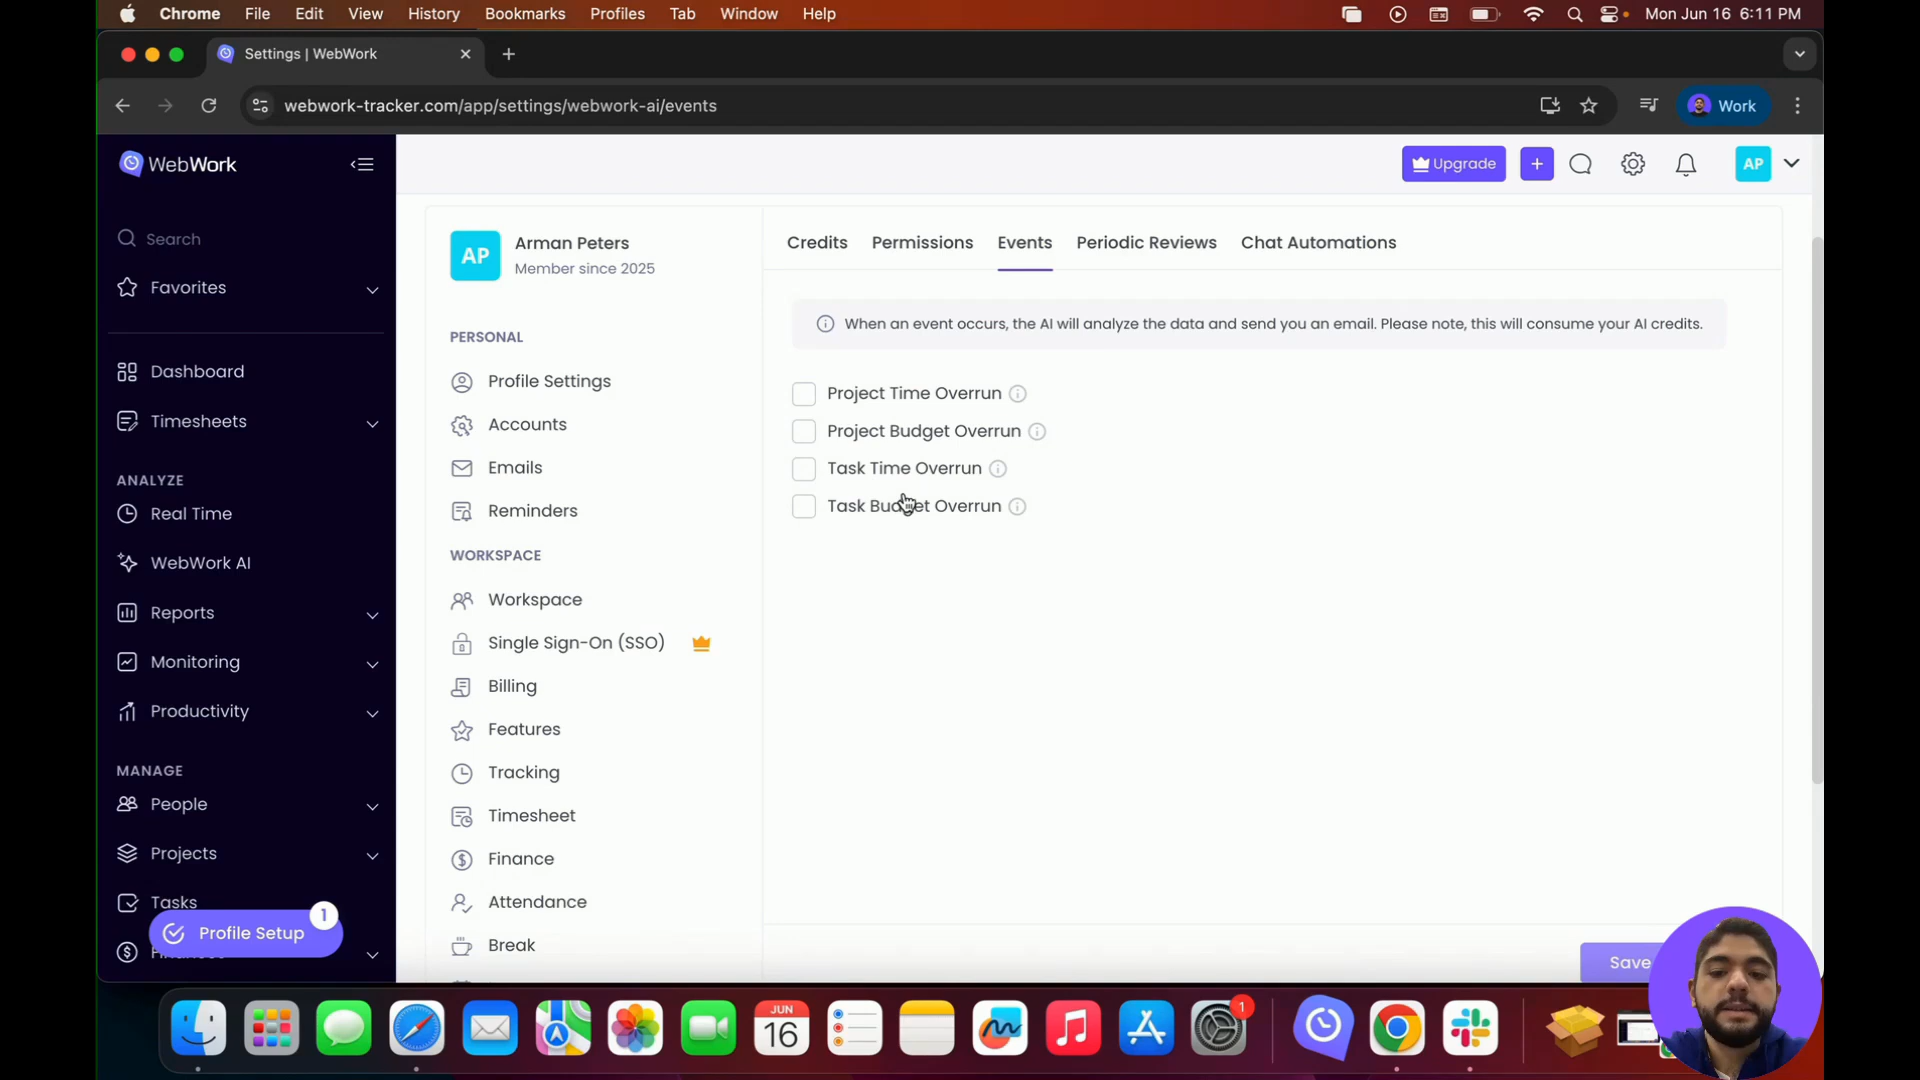 Chrome File Edit View History Bookmarks Profiles Tab Window Help Mon Jun 16 6:11 PM
Settings | WebWork
webwork-tracker.com/app/settings/webwork-ai/events Work
WebWork Upgrade AP
Search
Favorites
Dashboard
Timesheets
ANALYZE
Real Time
WebWork AI
Reports
Monitoring
Productivity
MANAGE
People
Projects
Tasks
Profile Setup 1
AP Arman Peters
Member since 2025
PERSONAL
Profile Settings
Accounts
Emails
Reminders
WORKSPACE
Workspace
Single Sign-On (SSO)
Billing
Features
Tracking
Timesheet
Finance
Attendance
Break
Credits Permissions Events Periodic Reviews Chat Automations
When an event occurs, the AI will analyze the data and send you an email. Please note, this will consume your AI credits.
Project Time Overrun
Project Budget Overrun
Task Time Overrun
Task Budget Overrun
Save
JUN
16
1